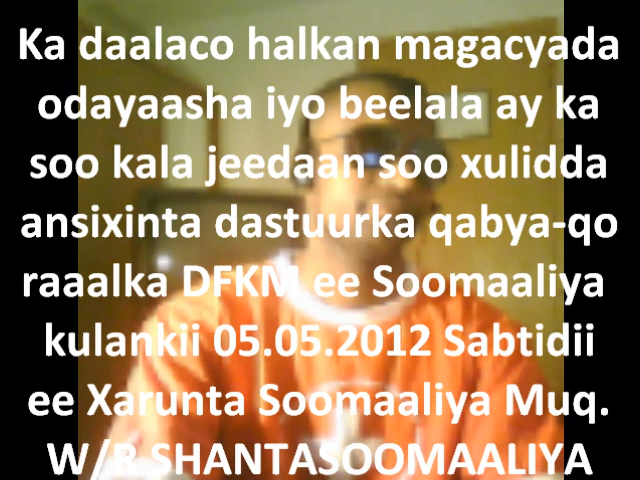 Ka daalaco halkan magacyada
odayaasha iyo beelala ay ka
soo kala jeedaan soo xulidda
ansixinta dastuurka qabya-qo
raaalka DFKM ee Soomaaliya
kulankii 05.05.2012 Sabtidii
ee Xarunta Soomaaliya Muq.
W/R SHANTASOOMAALIYA